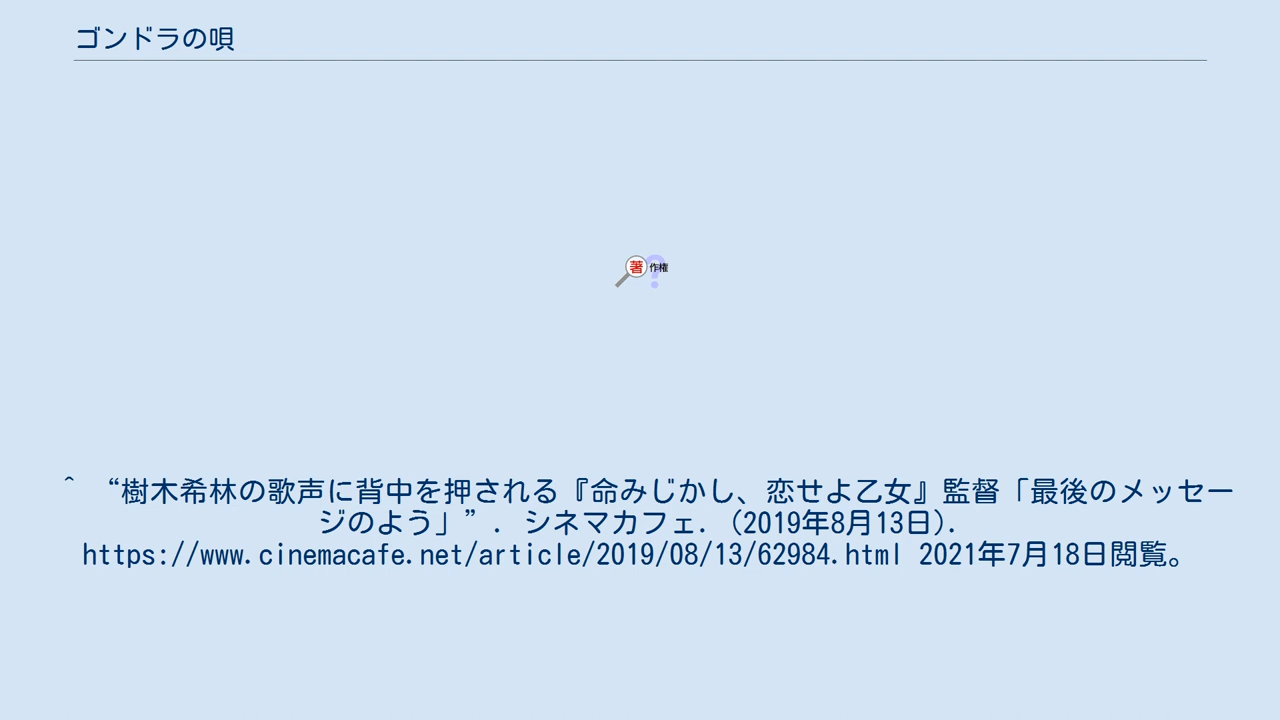 ゴンドラの唄
著作権
^ “樹木希林の歌声に背中を押される『命みじかし、恋せよ乙女』監督「最後のメッセー
ジのよう」”. シネマカフェ. (2019年8月13日).
https://www.cinemacafe.net/article/2019/08/13/62984.html 2021年7月18日閲覧。